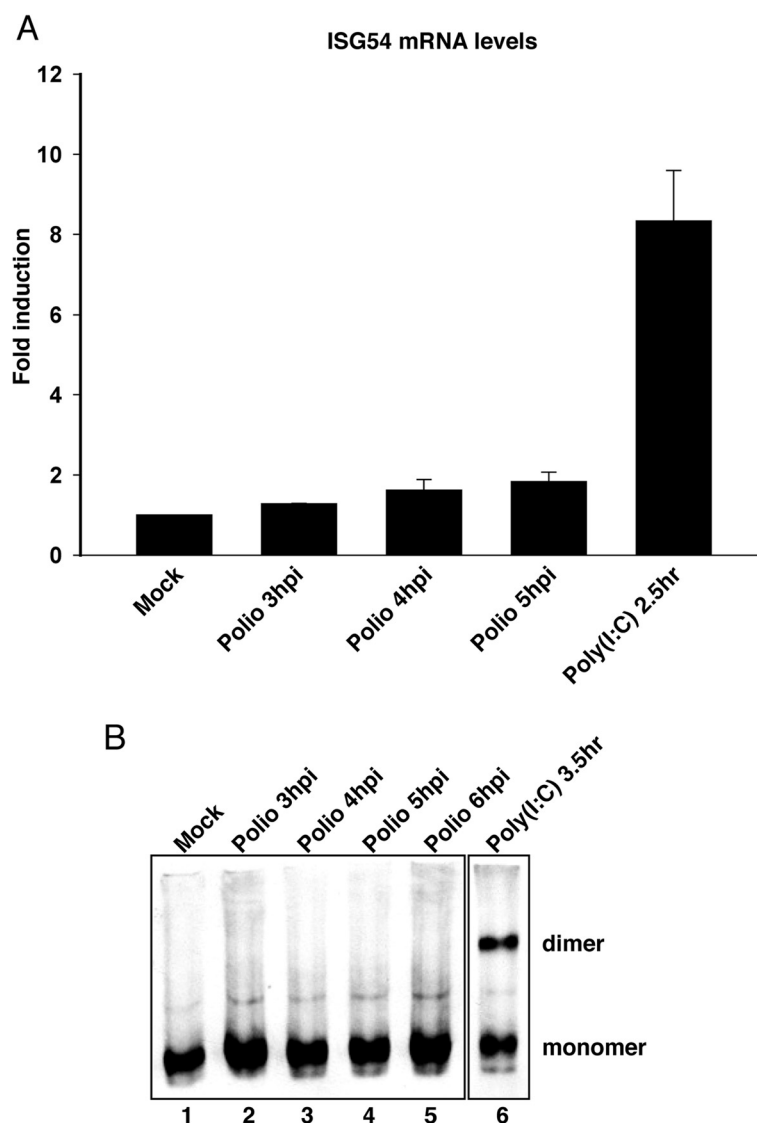 A
ISG54 mRNA levels
Fold induction
12
10
8
6
4
2
0
Mock
Polio 3hpi
Polio 4hpi
Polio 5hpi
Poly(I:C) 2.5hr
B
Mock
Polio 3hpi
Polio 4hpi
Polio 5hpi
Polio 6hpi
Poly(I:C) 3.5hr
dimer
monomer
1 2 3 4 5 6